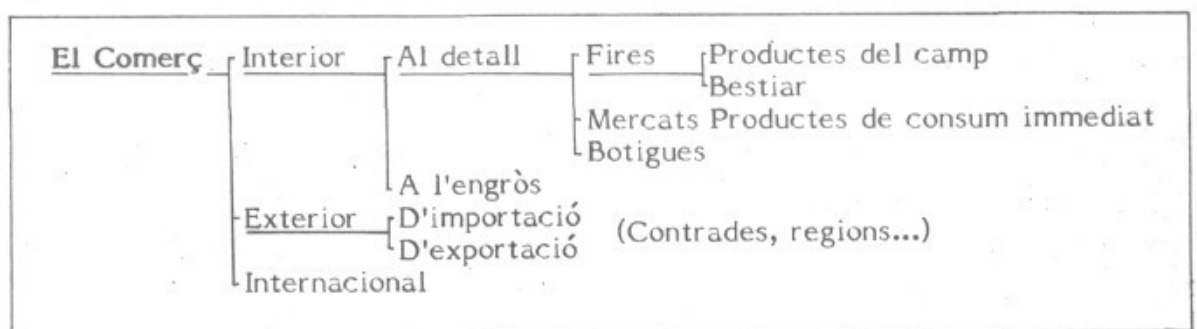 El Comerç Interior Al detall Fires Productes del camp
Bestiar
Mercats Productes de consum immediat
Botigues
A l'engròs
Exterior D'importació
(Contrades, regions...)
D'exportació
Internacional